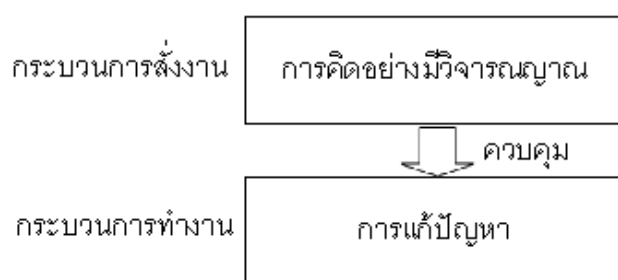 กระบวนการสั่งงาน
การคิดอย่างมีวิจารณญาณ
ควบคุม
กระบวนการทำงาน
การแก้ปัญหา